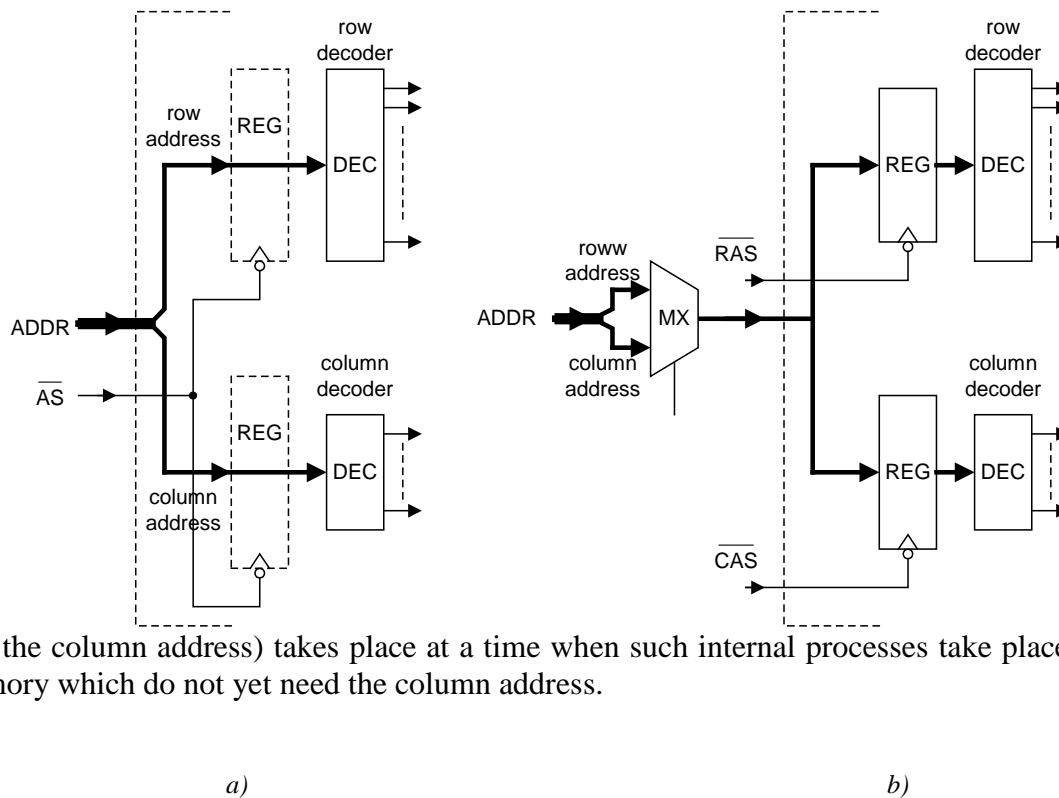 row
decoder
REG
row
address
DEC
ADDR
AS
column
decoder
REG
DEC
column
address
row
decoder
REG
DEC
RAS
roww
address
ADDR
MX
column
address
column
decoder
REG
DEC
CAS
the column address) takes place at a time when such internal processes take place
ory which do not yet need the column address.
a)
b)